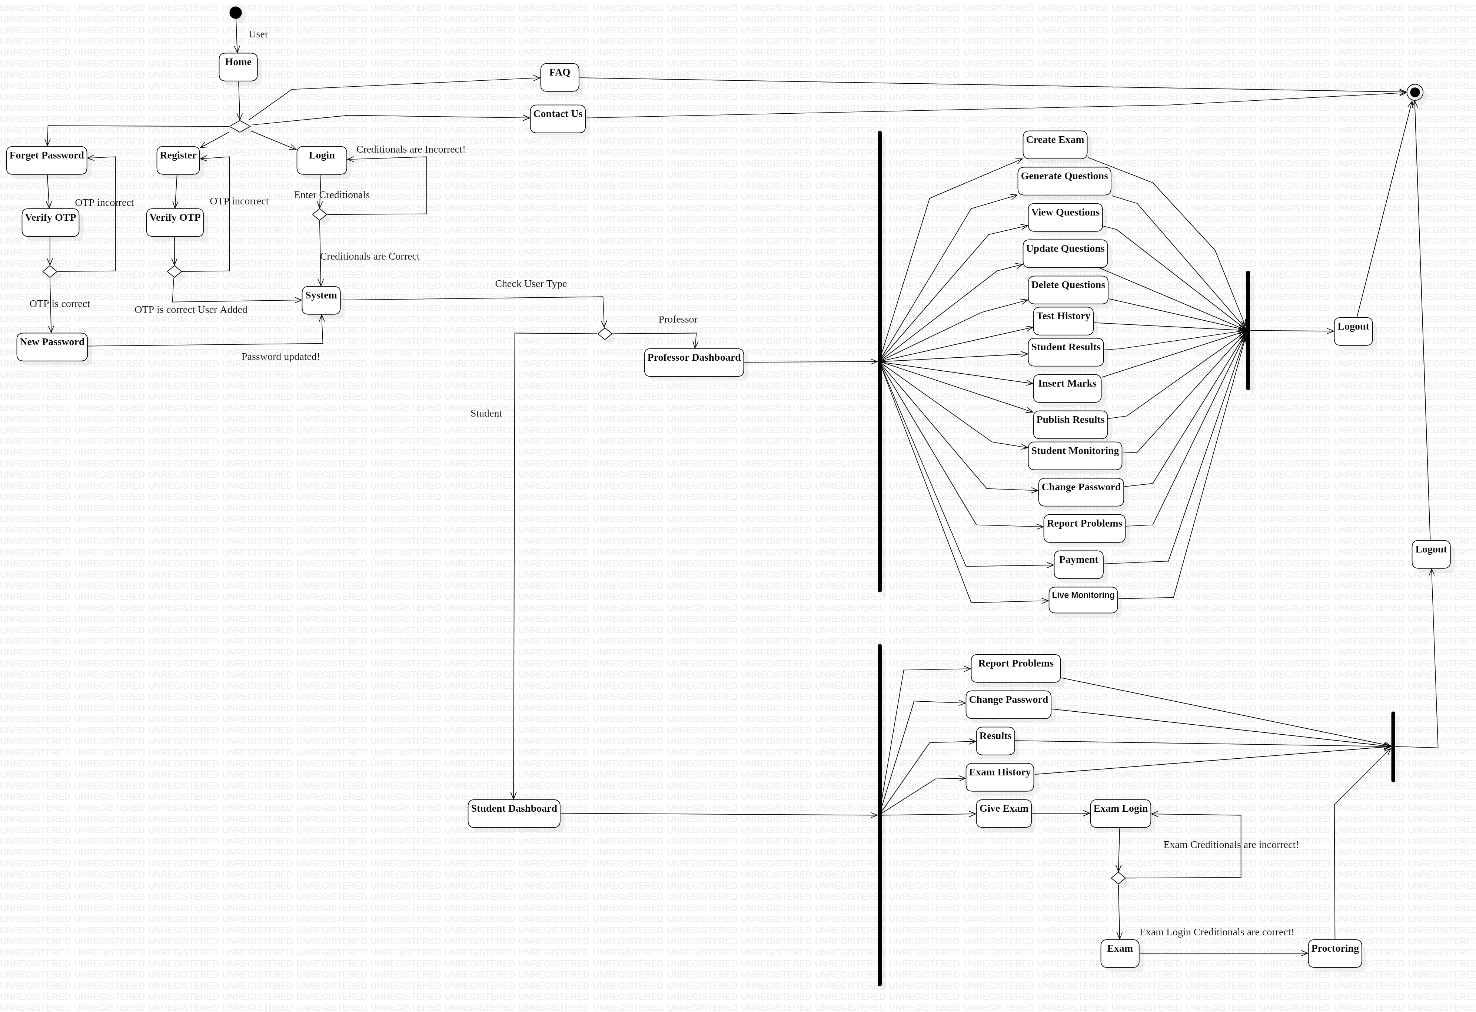 User
Home
FAQ
Contact Us
Forget Password
Register
Login
Creditionals are Incorrect!
OTP incorrect
OTP incorrect
Enter Creditionals
Verify OTP
Verify OTP
Creditionals are Correct
OTP is correct
OTP is correct User Added
System
Check User Type
New Password
Password updated!
Professor
Professor Dashboard
Student
Create Exam
Generate Questions
View Questions
Update Questions
Delete Questions
Test History
Student Results
Insert Marks
Publish Results
Student Monitoring
Change Password
Report Problems
Payment
Live Monitoring
Logout
Logout
Student Dashboard
Report Problems
Change Password
Results
Exam History
Give Exam
Exam Login
Exam Creditionals are incorrect!
Exam Login Creditionals are correct!
Exam
Proctoring
UNREGISTERED